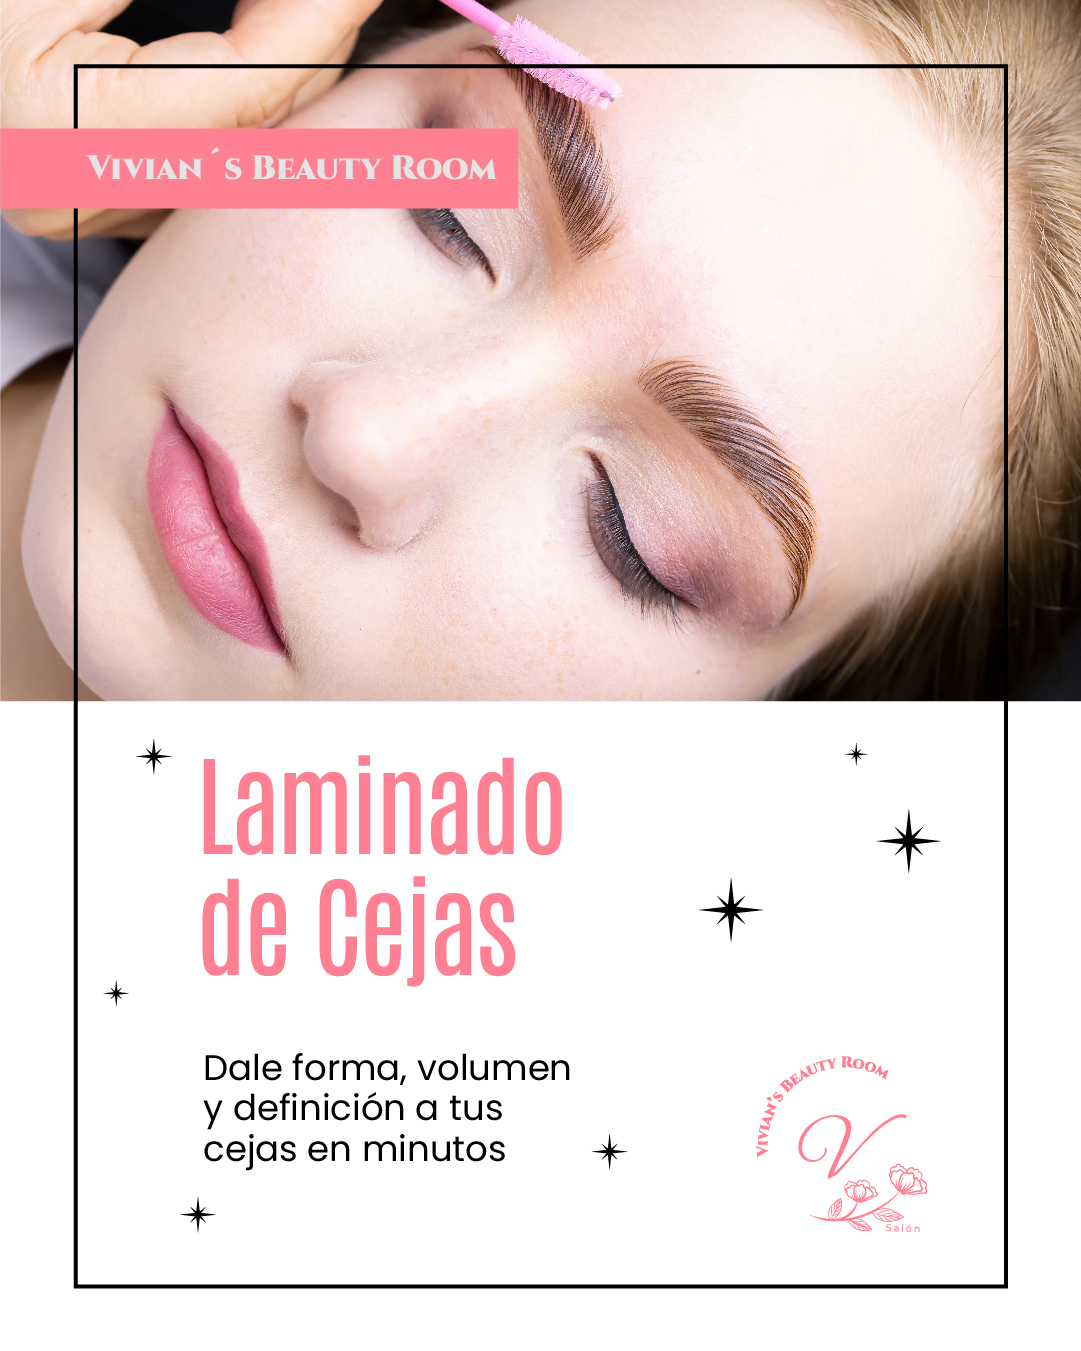 Vivian´s Beauty Room
Laminado
de Cejas
Dale forma, volumen
y definición a tus
cejas en minutos
Vivian's Beauty Room
V
Salón